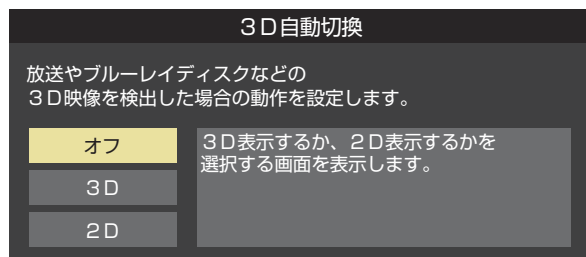 ３Ｄ自動切換
放送やブルーレイディスクなどの
３Ｄ映像を検出した場合の動作を設定します。
オフ
３Ｄ表示するか、２Ｄ表示するかを
選択する画面を表示します。
３Ｄ
２Ｄ